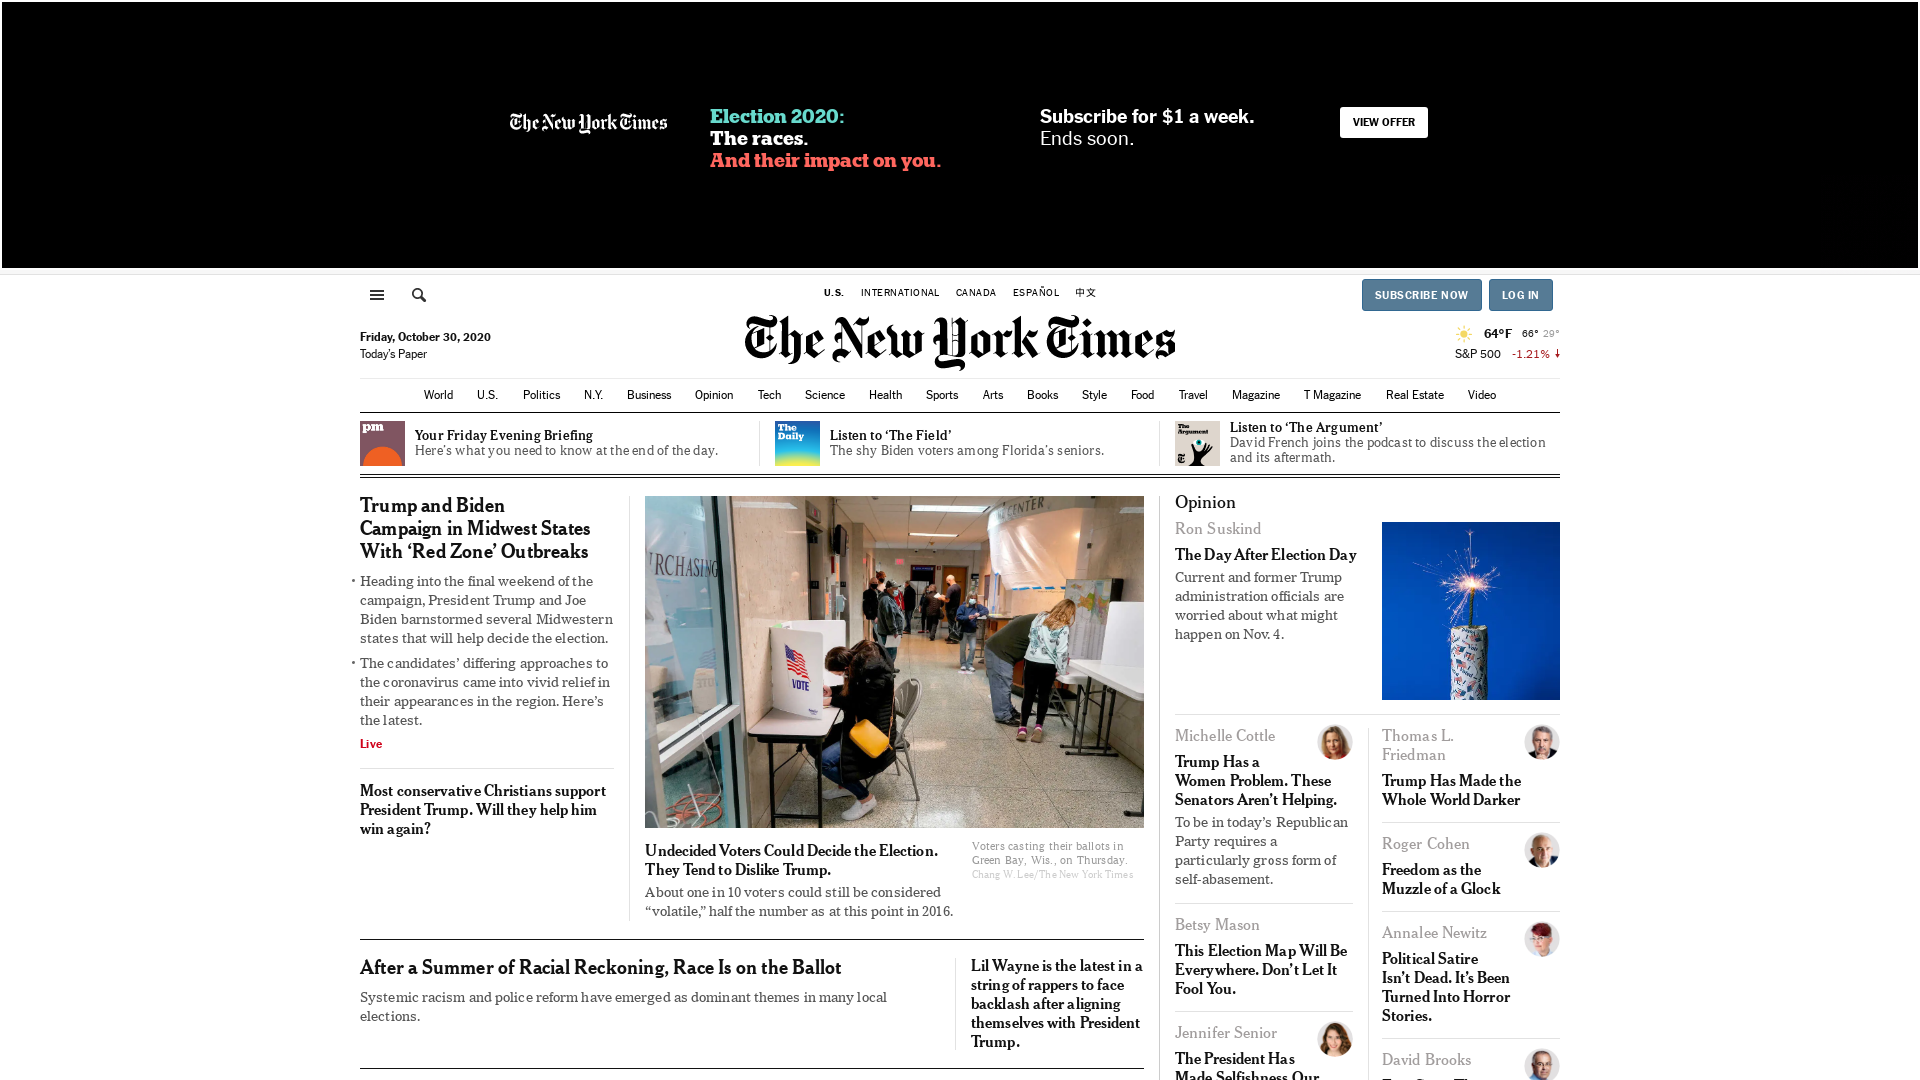 The New York Times
Election 2020:
The races.
And their impact on you.
Subscribe for $1 a week.
Ends soon.
VIEW OFFER
U.S. INTERNATIONAL CANADA ESPAÑOL 中文
SUBSCRIBE NOW LOG IN
Friday, October 30, 2020
Today's Paper
The New York Times
64°F 66° 29°
S&P 500 -1.21%
World U.S. Politics N.Y. Business Opinion Tech Science Health Sports Arts Books Style Food Travel Magazine T Magazine Real Estate Video
pm
Your Friday Evening Briefing
Here's what you need to know at the end of the day.
The
Daily
Listen to ‘The Field’
The shy Biden voters among Florida's seniors.
The
Argument
Listen to ‘The Argument’
David French joins the podcast to discuss the election
and its aftermath.
Trump and Biden
Campaign in Midwest States
With ‘Red Zone’ Outbreaks
• Heading into the final weekend of the
campaign, President Trump and Joe
Biden barnstormed several Midwestern
states that will help decide the election.
• The candidates’ differing approaches to
the coronavirus came into vivid relief in
their appearances in the region. Here’s
the latest.
Live
Most conservative Christians support
President Trump. Will they help him
win again?
CENTER
URCHASING
VOTE
Undecided Voters Could Decide the Election.
They Tend to Dislike Trump.
About one in 10 voters could still be considered
“volatile,” half the number as at this point in 2016.
Voters casting their ballots in
Green Bay, Wis., on Thursday.
Chang W. Lee/The New York Times
After a Summer of Racial Reckoning, Race Is on the Ballot
Systemic racism and police reform have emerged as dominant themes in many local
elections.
Lil Wayne is the latest in a
string of rappers to face
backlash after aligning
themselves with President
Trump.
Opinion
Ron Suskind
The Day After Election Day
Current and former Trump
administration officials are
worried about what might
happen on Nov. 4.
Michelle Cottle
Trump Has a
Women Problem. These
Senators Aren’t Helping.
To be in today’s Republican
Party requires a
particularly gross form of
self-abasement.
Betsy Mason
This Election Map Will Be
Everywhere. Don’t Let It
Fool You.
Jennifer Senior
The President Has
Made Selfishness Our
Thomas L.
Friedman
Trump Has Made the
Whole World Darker
Roger Cohen
Freedom as the
Muzzle of a Glock
Annalee Newitz
Political Satire
Isn’t Dead. It’s Been
Turned Into Horror
Stories.
David Brooks